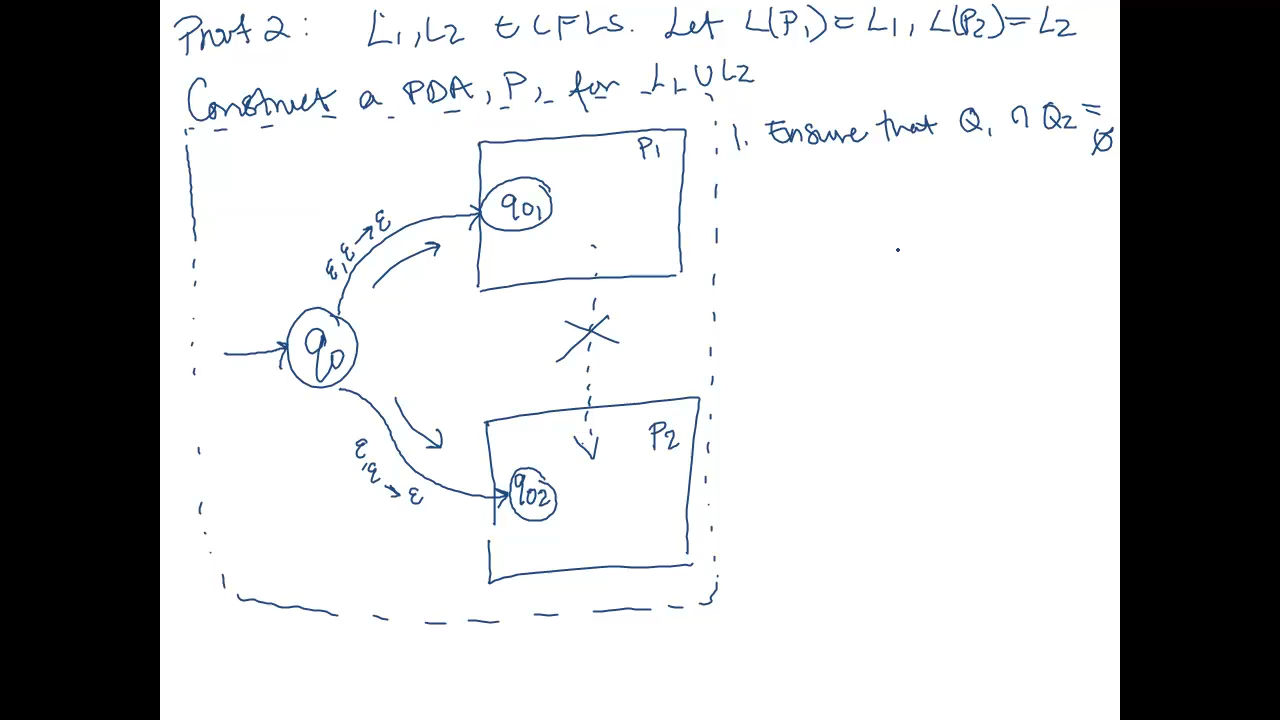 Proof 2: L1, L2 ∈ CFLs. Let L(P1) = L1, L(P2) = L2
Construct a PDA, P, for L1 ∪ L2
1. Ensure that Q1 ∩ Q2 = ∅
P1
q01
ε, ε → ε
q0
P2
ε, ε → ε
q02